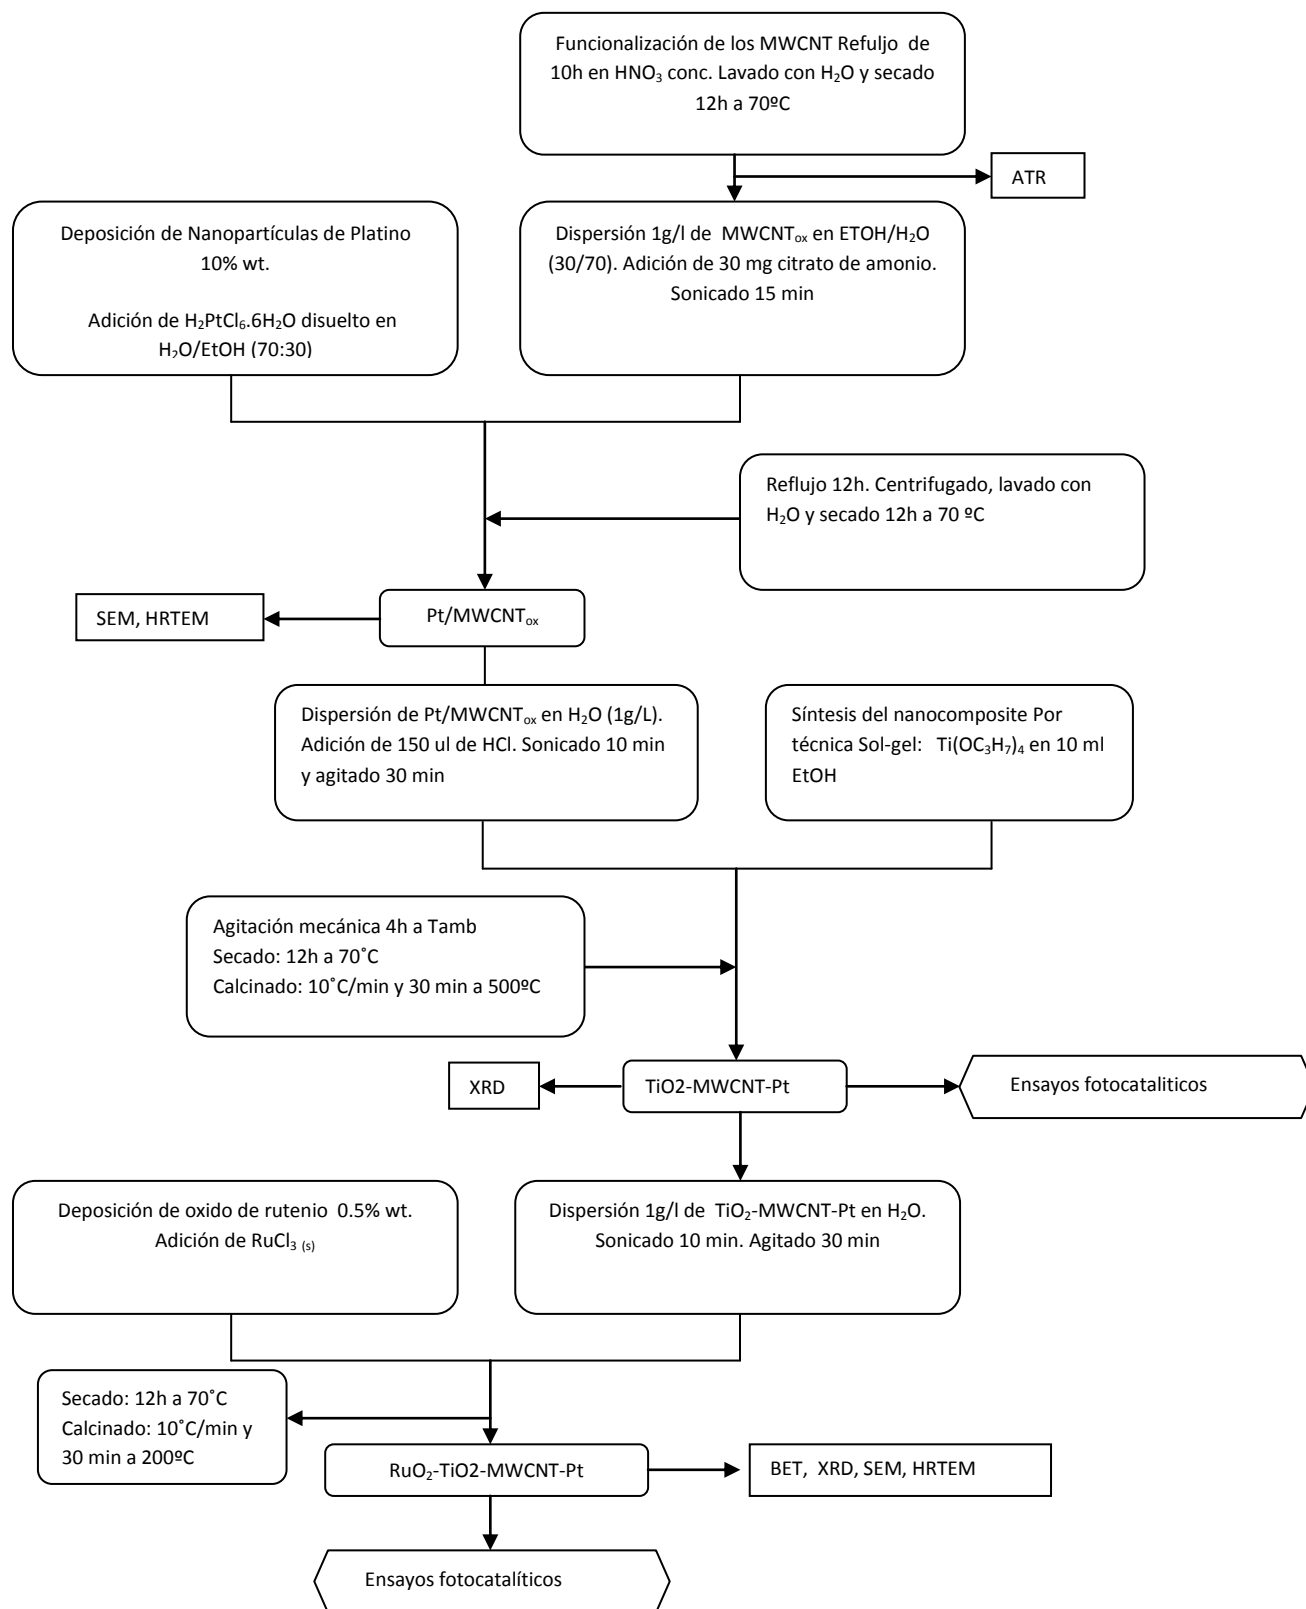 Funcionalización de los MWCNT Refuljo de
10h en HNO₃ conc. Lavado con H₂O y secado
12h a 70ºC
ATR
Deposición de Nanopartículas de Platino
10% wt.
Adición de H₂PtCl₆.6H₂O disuelto en
H₂O/EtOH (70:30)
Dispersión 1g/l de MWCNTₒₓ en ETOH/H₂O
(30/70). Adición de 30 mg citrato de amonio.
Sonicado 15 min
Reflujo 12h. Centrifugado, lavado con
H₂O y secado 12h a 70 ºC
SEM, HRTEM
Pt/MWCNTₒₓ
Dispersión de Pt/MWCNTₒₓ en H₂O (1g/L).
Adición de 150 ul de HCl. Sonicado 10 min
y agitado 30 min
Síntesis del nanocomposite Por
técnica Sol-gel: Ti(OC₃H₇)₄ en 10 ml
EtOH
Agitación mecánica 4h a Tamb
Secado: 12h a 70˚C
Calcinado: 10˚C/min y 30 min a 500ºC
XRD
TiO2-MWCNT-Pt
Ensayos fotocataliticos
Deposición de oxido de rutenio 0.5% wt.
Adición de RuCl₃ ₍ₛ₎
Dispersión 1g/l de TiO₂-MWCNT-Pt en H₂O.
Sonicado 10 min. Agitado 30 min
Secado: 12h a 70˚C
Calcinado: 10˚C/min y
30 min a 200ºC
RuO₂-TiO2-MWCNT-Pt
BET, XRD, SEM, HRTEM
Ensayos fotocatalíticos